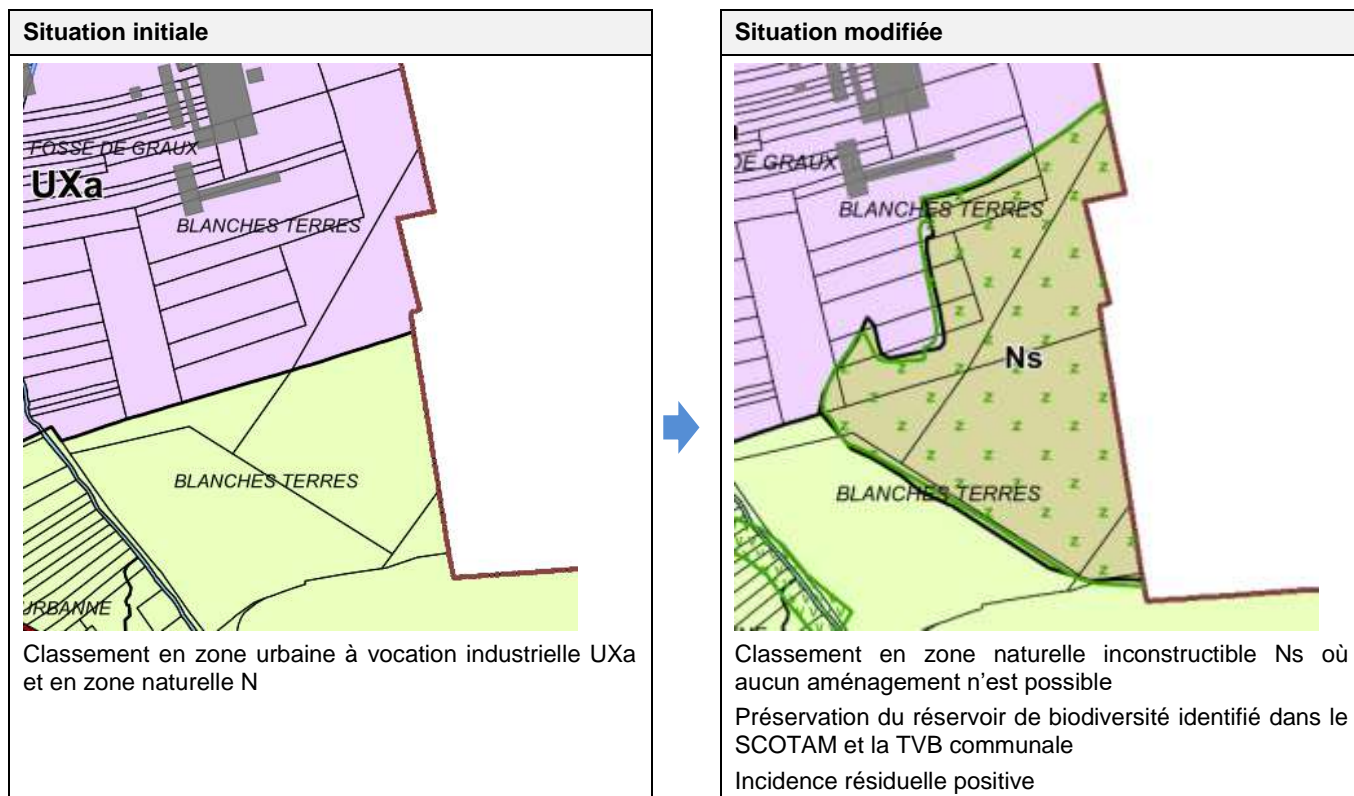 Situation initiale
FOSSE DE GRAUX
UXa
BLANCHES TERRES
BLANCHES TERRES
URBANNE
Classement en zone urbaine à vocation industrielle UXa
et en zone naturelle N
Situation modifiée
DE GRAUX
BLANCHES TERRES
Ns
BLANCHES TERRES
Classement en zone naturelle inconstructible Ns où
aucun aménagement n'est possible
Préservation du réservoir de biodiversité identifié dans le
SCOTAM et la TVB communale
Incidence résiduelle positive